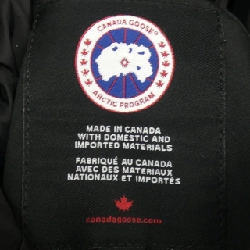 CANADA GOOSE®
ARCTIC PROGRAM
MADE IN CANADA
WITH DOMESTIC AND
IMPORTED MATERIALS
FABRIQUÉ AU CANADA
AVEC DES MATERIAUX
NATIONAUX ET IMPORTÉS
canadagoose.com